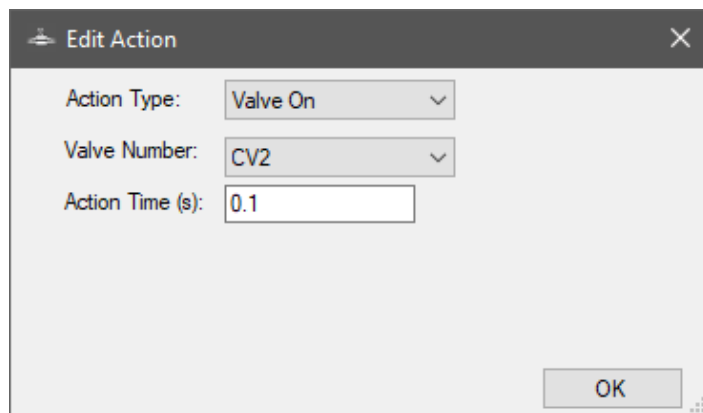 Edit Action
Action Type: Valve On
Valve Number: CV2
Action Time (s): 0.1
OK